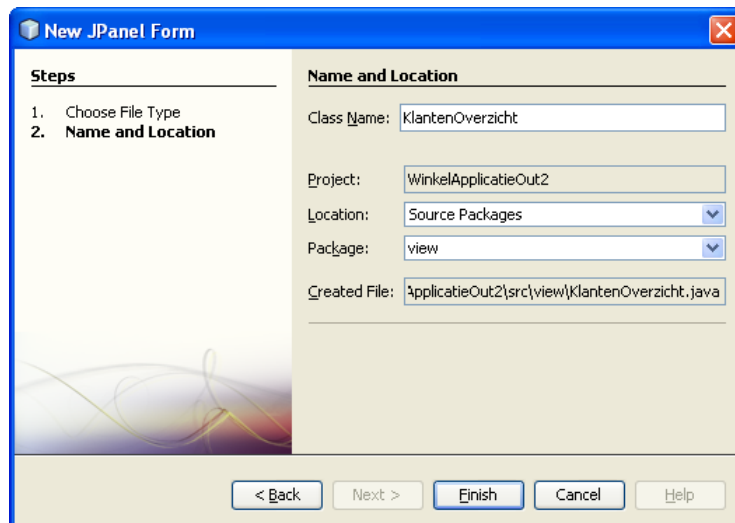 New JPanel Form
Steps
1. Choose File Type
2. Name and Location
Name and Location
Class Name: KlantenOverzicht
Project: WinkelApplicatieOut2
Location: Source Packages
Package: view
Created File: ApplicatieOut2\src\view\KlantenOverzicht.java
< Back
Next >
Finish
Cancel
Help